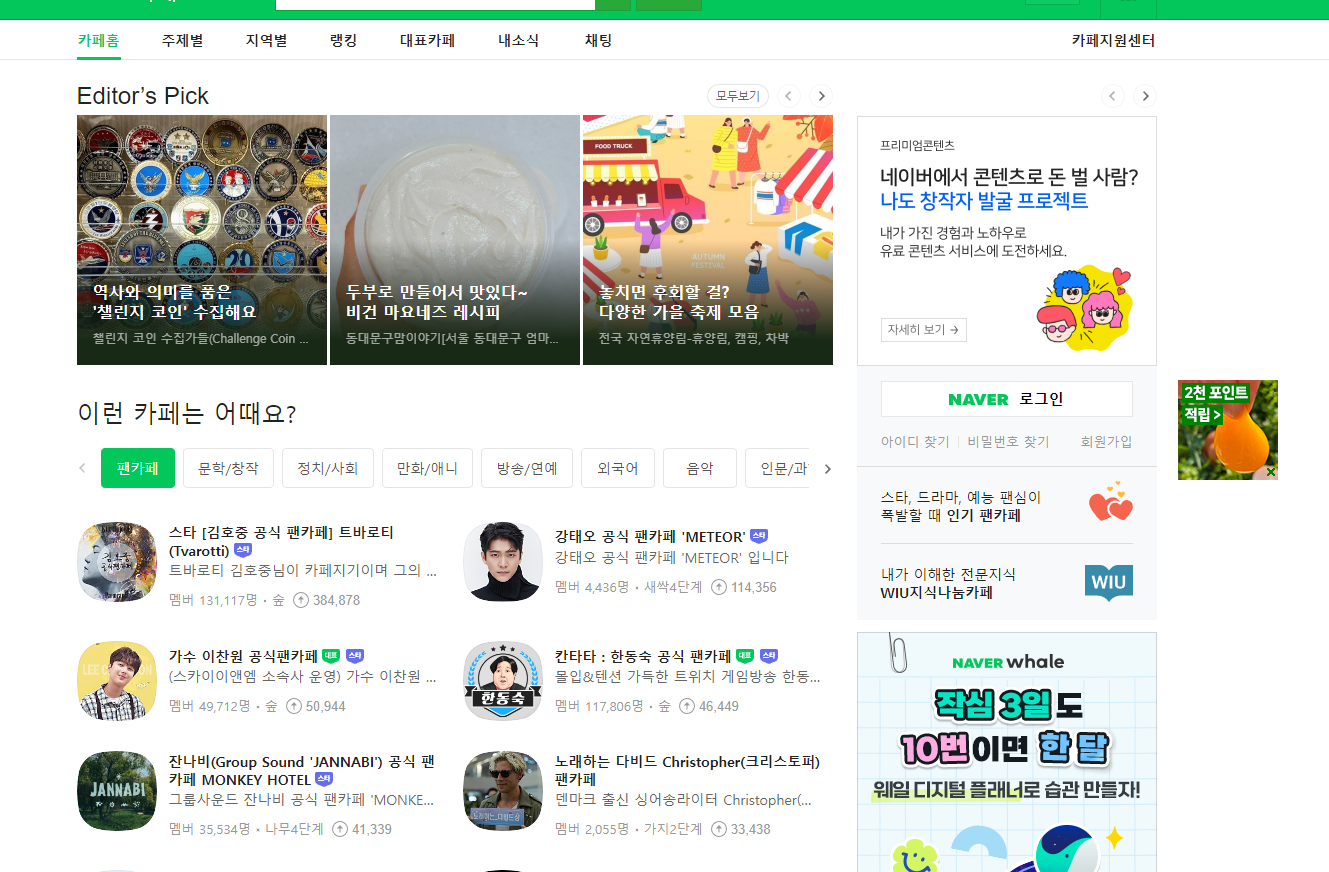 카페홈 주제별 지역별 랭킹 대표카페 내소식 채팅 카페지원센터
Editor’s Pick
모두보기
역사와 의미를 품은
'챌린지 코인' 수집해요
챌린지 코인 수집가들(Challenge Coin ...
두부로 만들어서 맛있다~
비건 마요네즈 레시피
동대문구맘이야기[서울 동대문구 엄마...
FOOD TRUCK
AUTUMN
FESTIVAL
놓치면 후회할 걸?
다양한 가을 축제 모음
전국 자연휴양림-휴양림, 캠핑, 차박
프리미엄콘텐츠
네이버에서 콘텐츠로 돈 벌 사람?
나도 창작자 발굴 프로젝트
내가 가진 경험과 노하우로
유료 콘텐츠 서비스에 도전하세요.
자세히 보기
NAVER 로그인
아이디 찾기 비밀번호 찾기 회원가입
2천 포인트
적립 >
스타, 드라마, 예능 팬심이
폭발할 때 인기 팬카페
내가 이해한 전문지식
WIU지식나눔카페
WIU
이런 카페는 어때요?
팬카페 문학/창작 정치/사회 만화/애니 방송/연예 외국어 음악 인문/과
김호중
스타 [김호중 공식 팬카페] 트바로티
(Tvarotti) 스타
트바로티 김호중님이 카페지기이며 그의 ...
멤버 131,117명 · 숲 384,878
강태오 공식 팬카페 'METEOR' 스타
강태오 공식 팬카페 'METEOR' 입니다
멤버 4,436명 · 새싹4단계 114,356
가수 이찬원 공식팬카페 대표 스타
(스카이이앤엠 소속사 운영) 가수 이찬원 ...
멤버 49,712명 · 숲 50,944
한동숙
칸타타 : 한동숙 공식 팬카페 대표 스타
몰입&텐션 가득한 트위치 게임방송 한동...
멤버 117,806명 · 숲 46,449
JANNABI
잔나비(Group Sound 'JANNABI') 공식 팬
카페 MONKEY HOTEL 스타
그룹사운드 잔나비 공식 팬카페 'MONKE...
멤버 35,534명 · 나무4단계 41,339
노래하는 다비드 Christopher(크리스토퍼)
팬카페
덴마크 출신 싱어송라이터 Christopher(...
멤버 2,055명 · 가지2단계 33,438
NAVER whale
작심 3일도
10번이면 한 달
웨일 디지털 플래너로 습관 만들자!